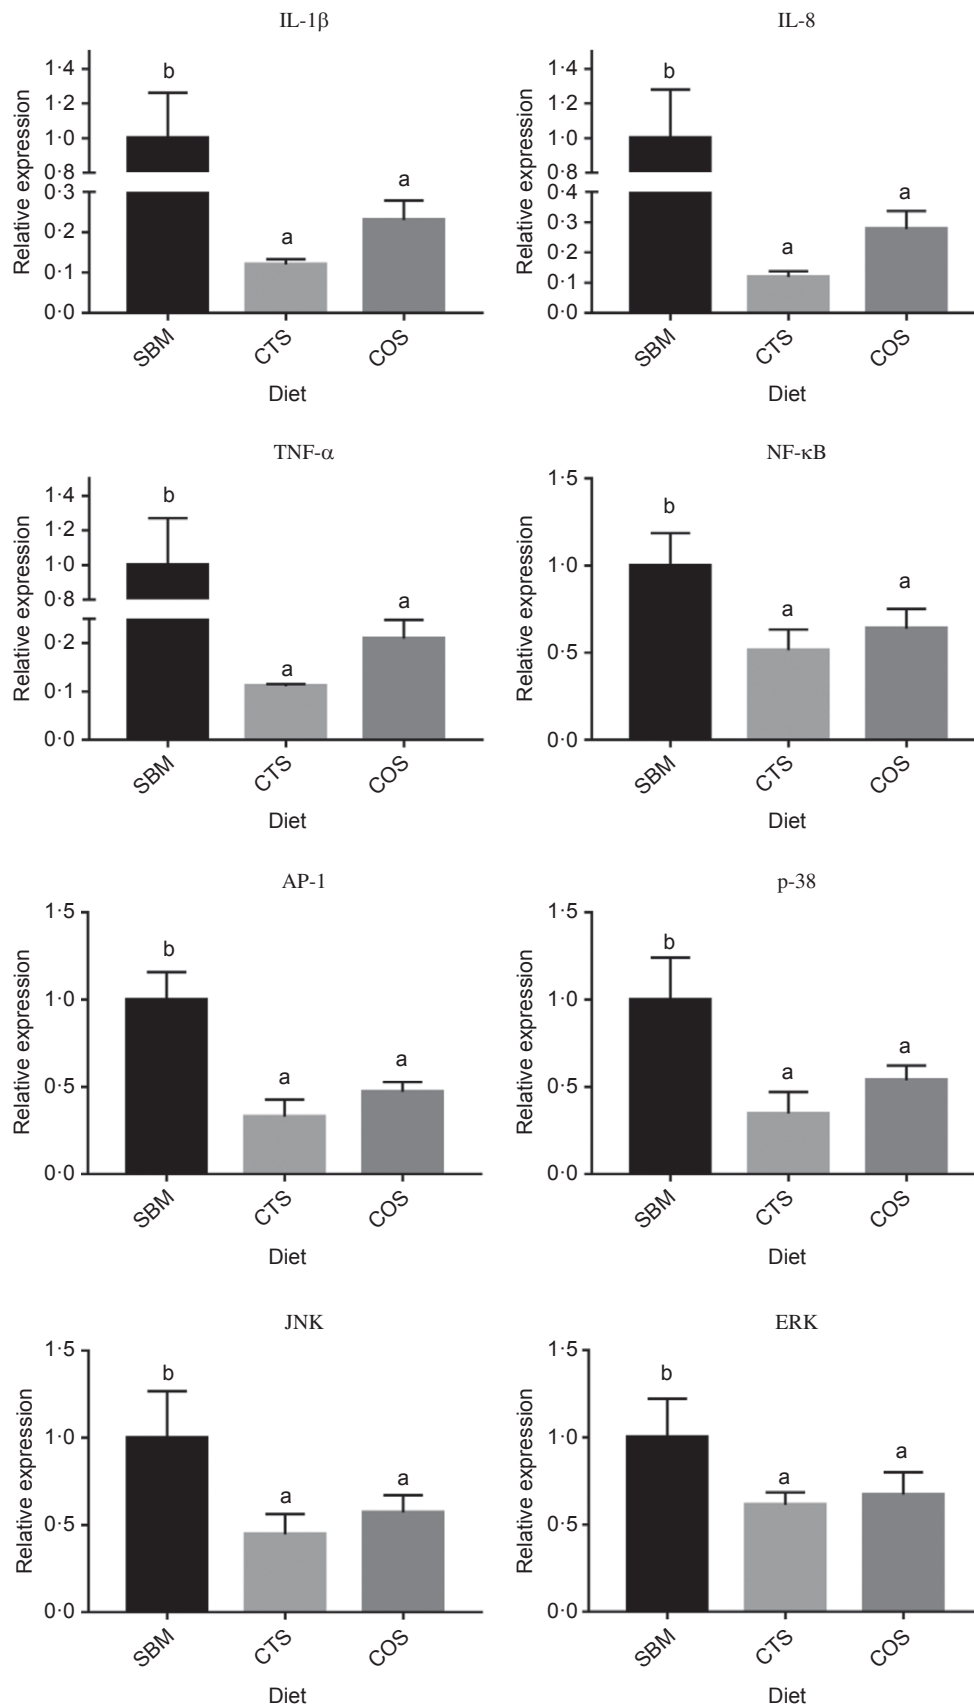 IL-1β
Relative expression
1·4
1·2
1·0
0·8
0·3
0·2
0·1
0·0
b
a
a
SBM
CTS
COS
Diet
IL-8
Relative expression
1·4
1·2
1·0
0·8
0·4
0·3
0·2
0·1
0·0
b
a
a
SBM
CTS
COS
Diet
TNF-α
Relative expression
1·4
1·2
1·0
0·8
0·2
0·1
0·0
b
a
a
SBM
CTS
COS
Diet
NF-κB
Relative expression
1·5
1·0
0·5
0·0
b
a
a
SBM
CTS
COS
Diet
AP-1
Relative expression
1·5
1·0
0·5
0·0
b
a
a
SBM
CTS
COS
Diet
p-38
Relative expression
1·5
1·0
0·5
0·0
b
a
a
SBM
CTS
COS
Diet
JNK
Relative expression
1·5
1·0
0·5
0·0
b
a
a
SBM
CTS
COS
Diet
ERK
Relative expression
1·5
1·0
0·5
0·0
b
a
a
SBM
CTS
COS
Diet